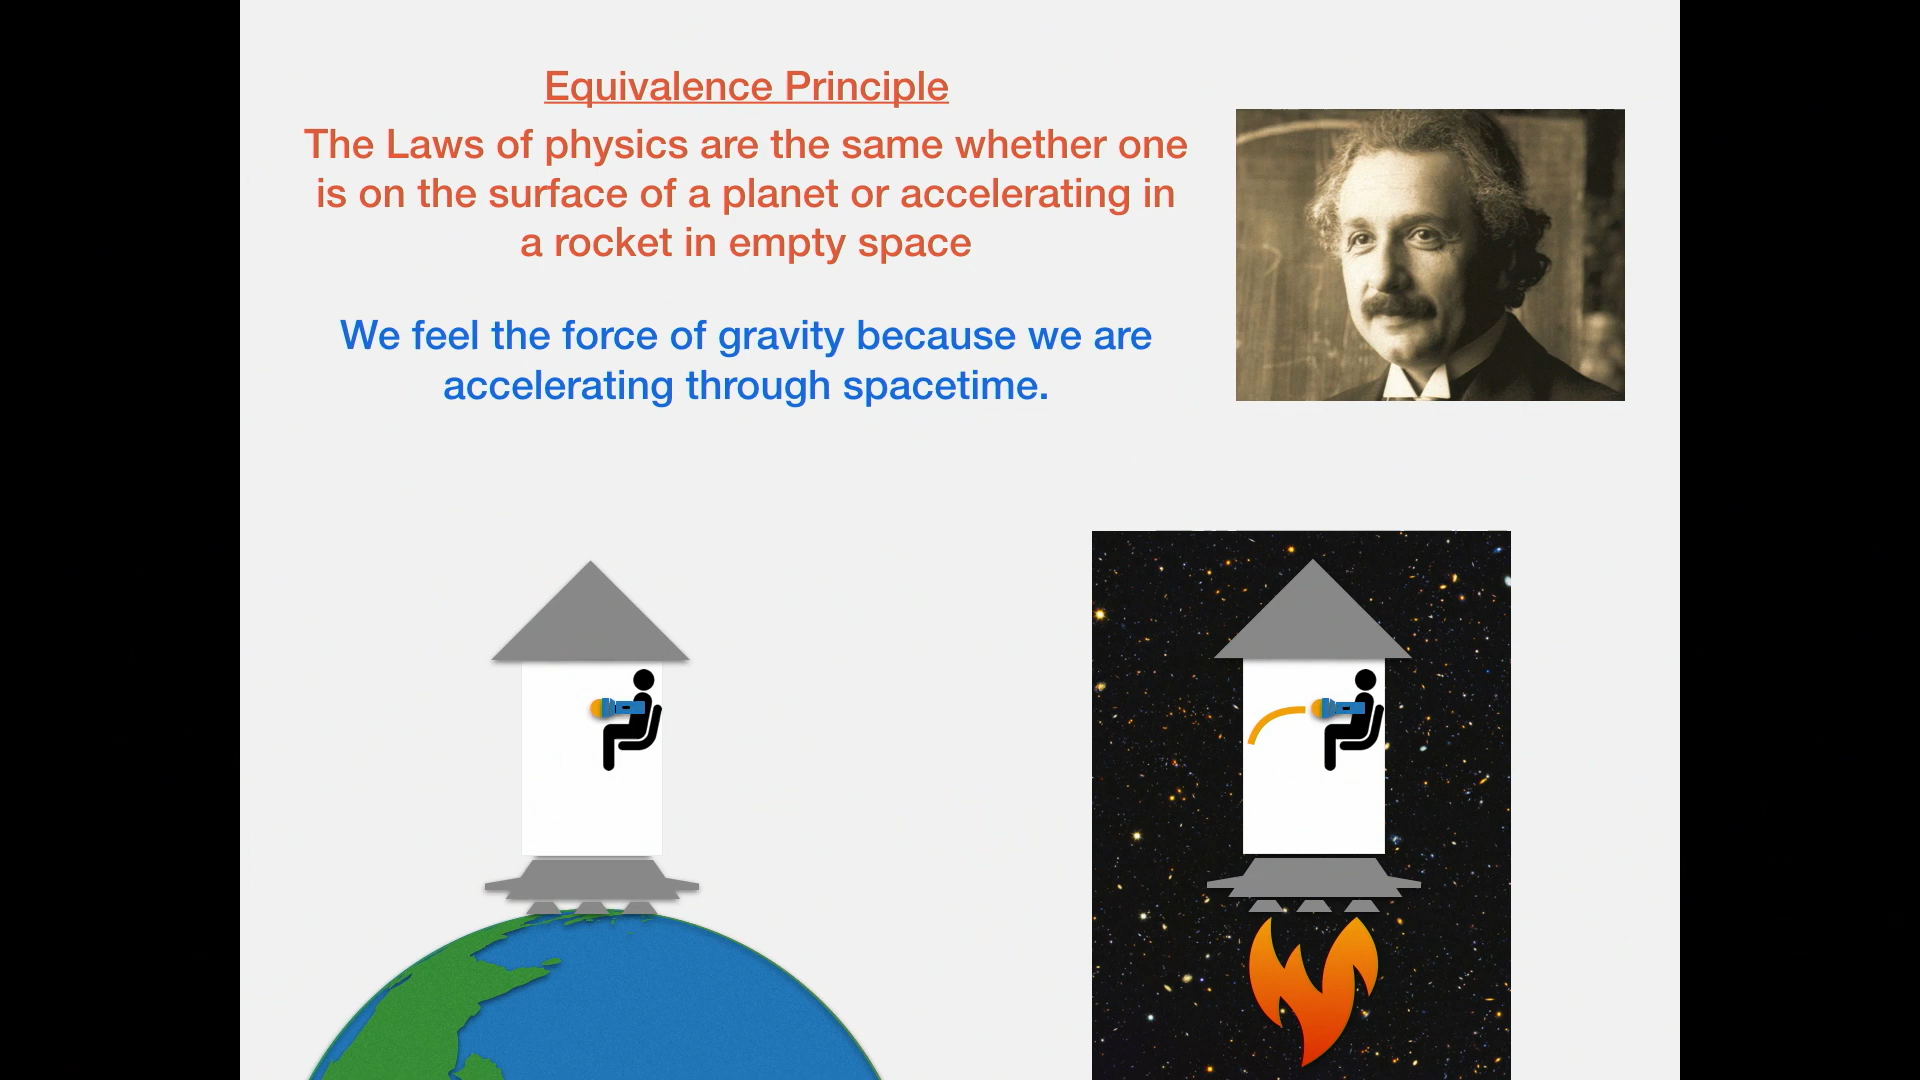 Equivalence Principle
The Laws of physics are the same whether one
is on the surface of a planet or accelerating in
a rocket in empty space
We feel the force of gravity because we are
accelerating through spacetime.